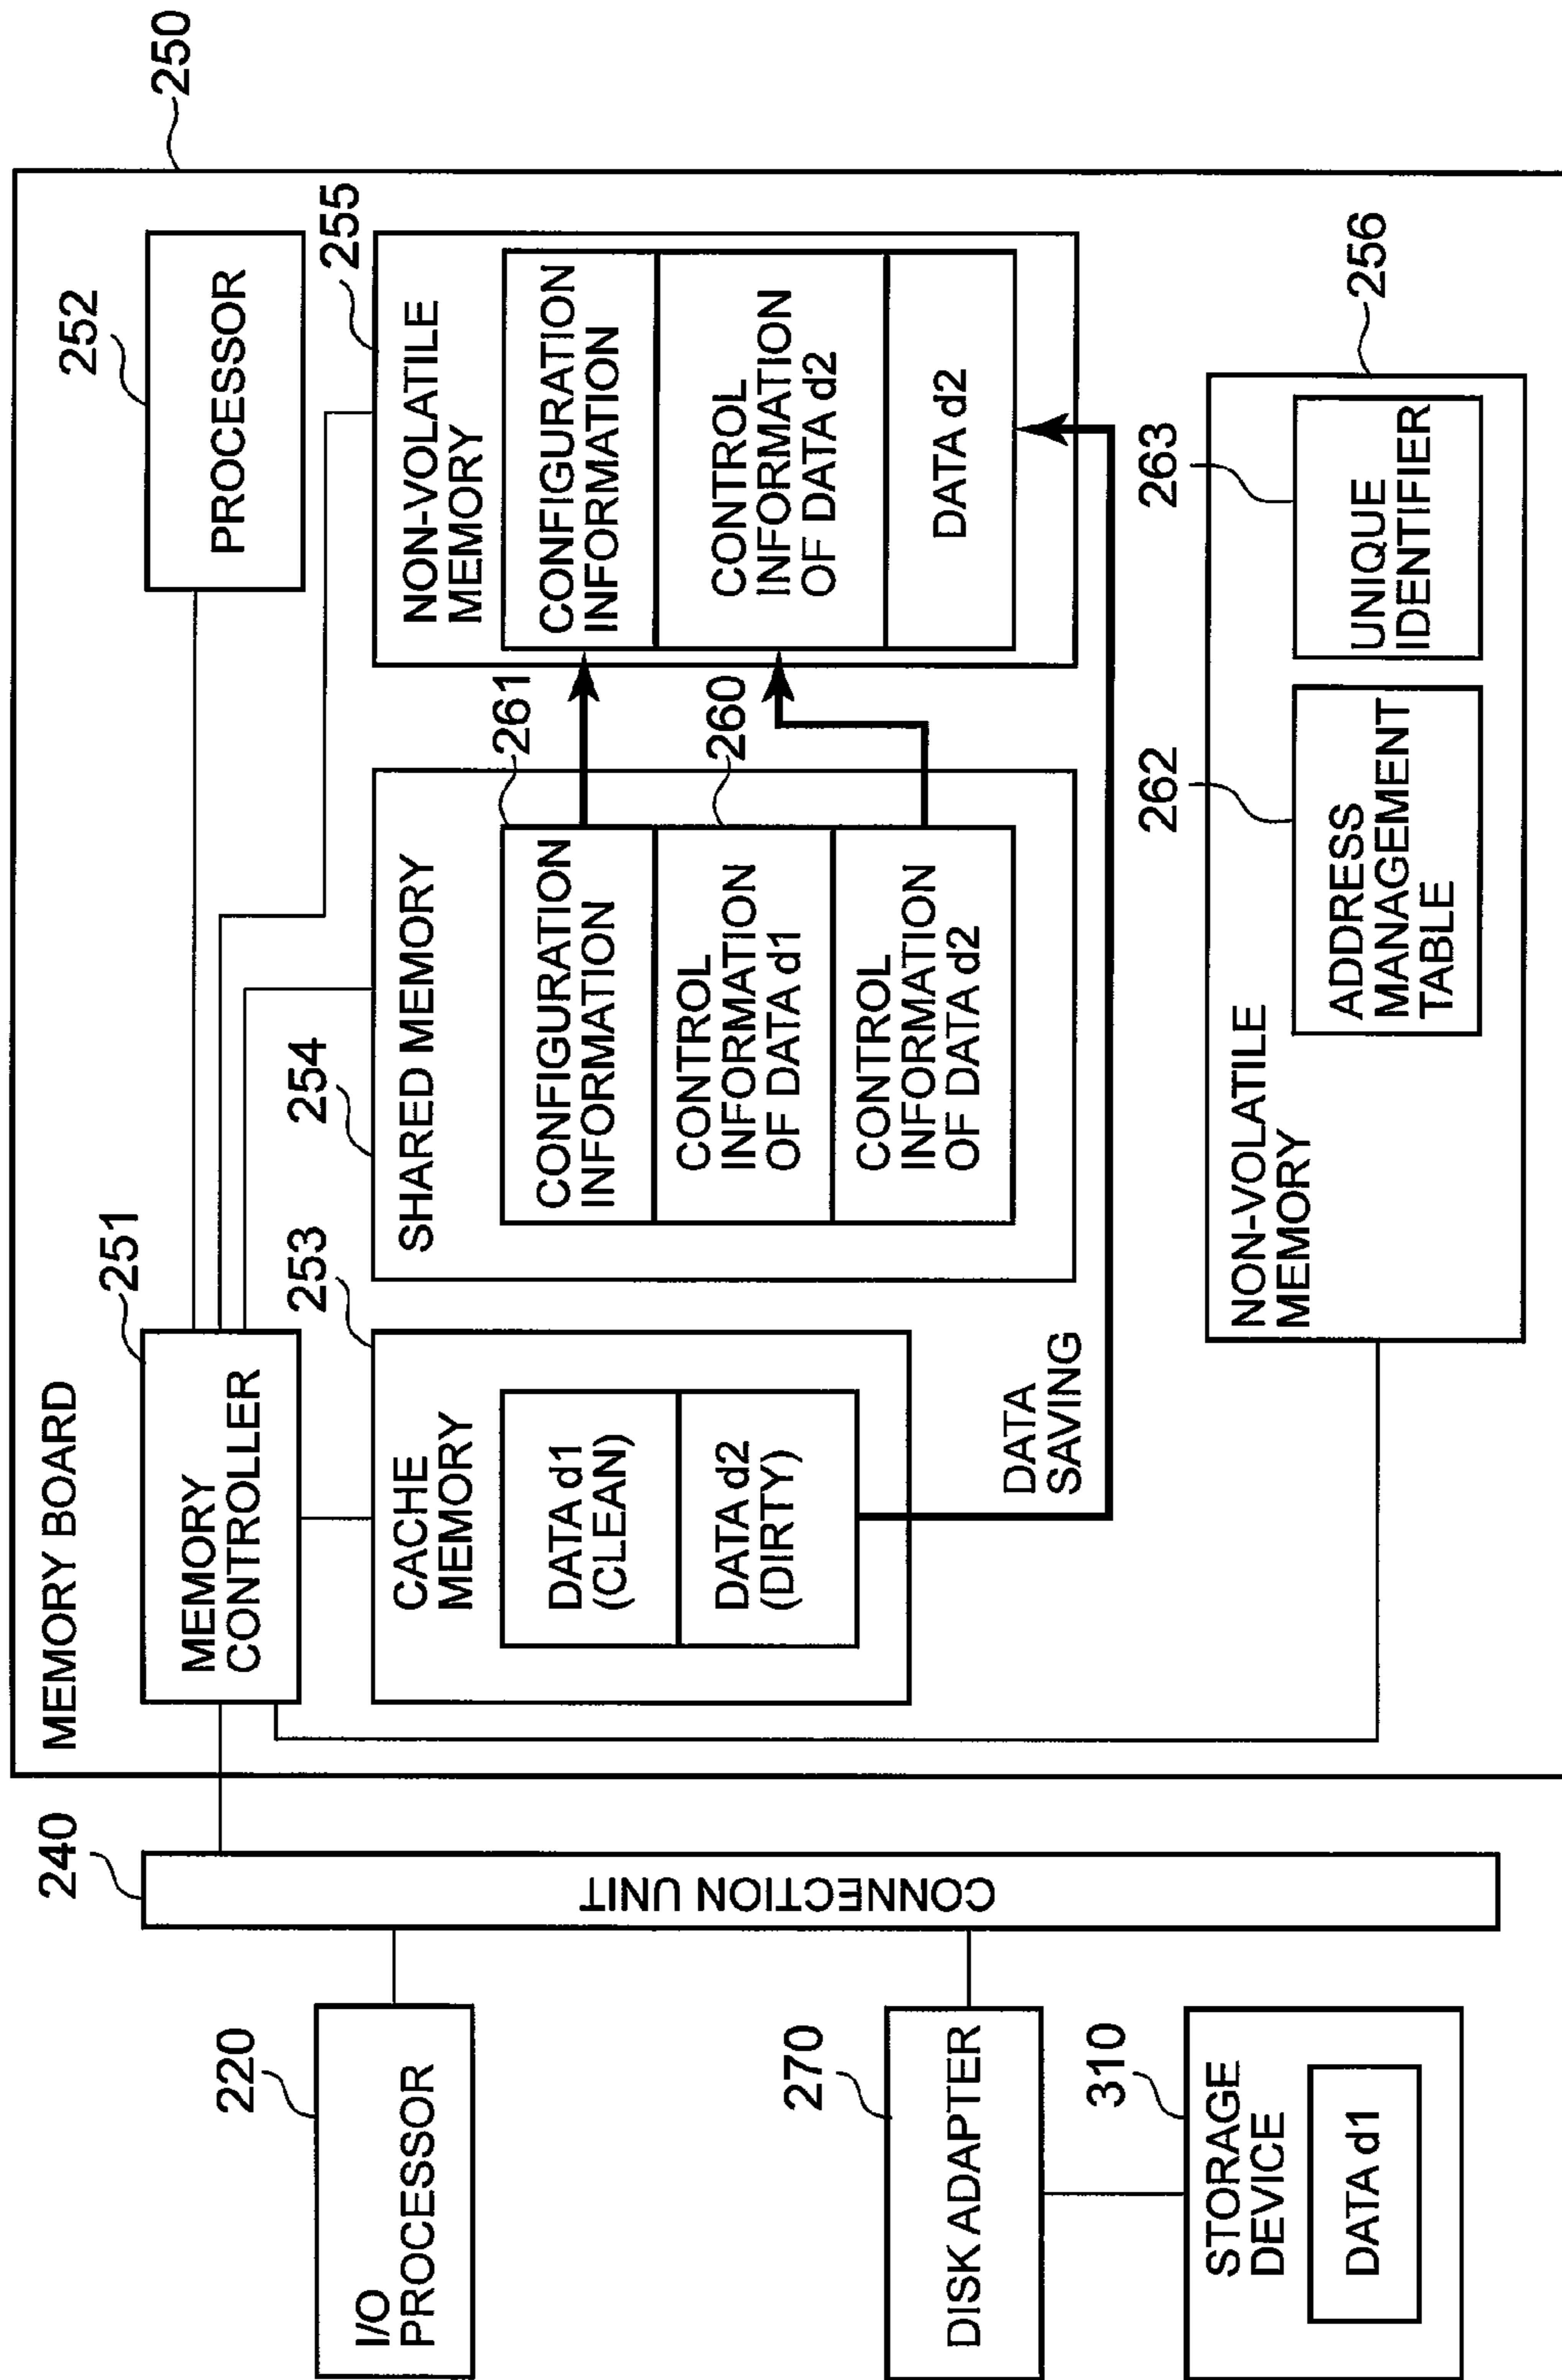 250
MEMORY BOARD
251
MEMORY
CONTROLLER
252
PROCESSOR
253
CACHE
MEMORY
DATA d1
(CLEAN)
DATA d2
(DIRTY)
DATA
SAVING
254
SHARED MEMORY
261
CONFIGURATION
INFORMATION
260
CONTROL
INFORMATION
OF DATA d1
CONTROL
INFORMATION
OF DATA d2
255
NON-VOLATILE
MEMORY
CONFIGURATION
INFORMATION
CONTROL
INFORMATION
OF DATA d2
DATA d2
256
NON-VOLATILE
MEMORY
262
ADDRESS
MANAGEMENT
TABLE
263
UNIQUE
IDENTIFIER
240
CONNECTION UNIT
220
I/O
PROCESSOR
270
DISK ADAPTER
310
STORAGE
DEVICE
DATA d1